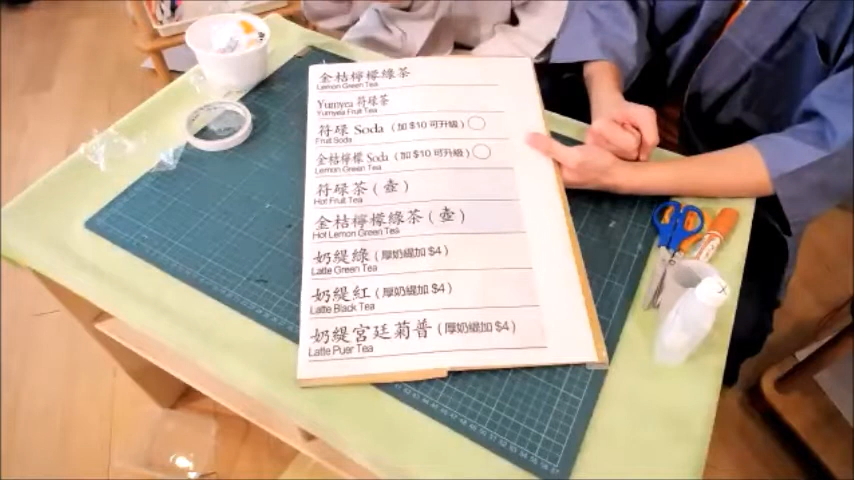 金桔檸檬綠茶
Lemon Green Tea
Yumyea 符碌茶
Yumyea Fruit Tea
符碌 Soda (加 $10 可升級)
Fruit Soda
金桔檸檬 Soda (加 $10 可升級)
Lemon Green Tea
符碌茶 (壺)
Hot Fruit Tea
金桔檸檬綠茶 (壺)
Hot Lemon Green Tea
奶緹綠 (厚奶緹加 $4)
Latte Green Tea
奶緹紅 (厚奶緹加 $4)
Latte Black Tea
奶緹宮廷菊普 (厚奶緹加 $4)
Latte Puer Tea